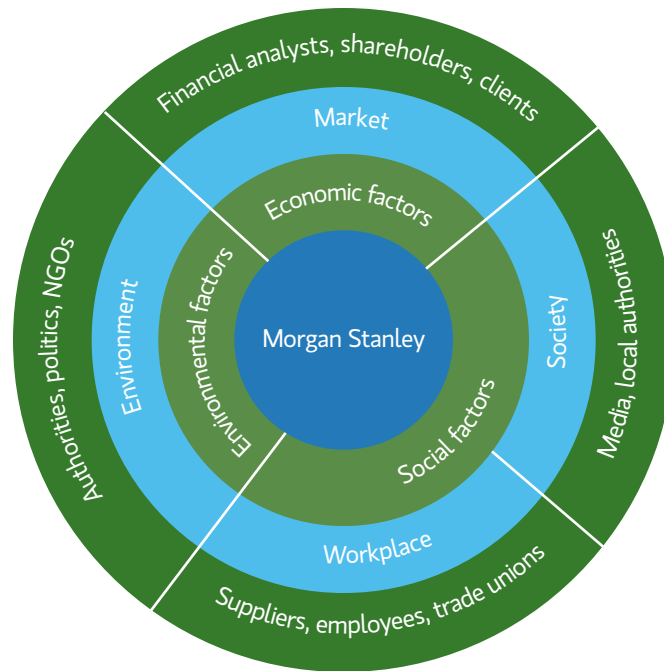 Financial analysts, shareholders, clients
Market
Economic factors
Authorities, politics, NGOs
Environment
Environmental factors
Morgan Stanley
Social factors
Society
Media, local authorities
Workplace
Suppliers, employees, trade unions